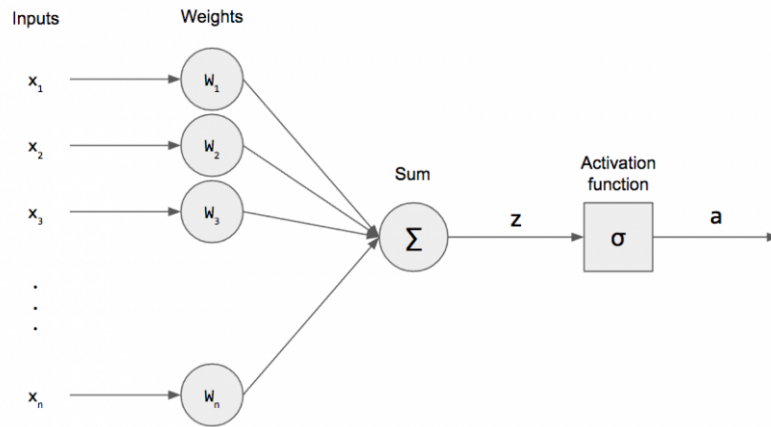 Inputs
Weights
x₁
W₁
x₂
W₂
x₃
W₃
Sum
Σ
z
Activation
function
σ
a
.
.
.
xₙ
Wₙ